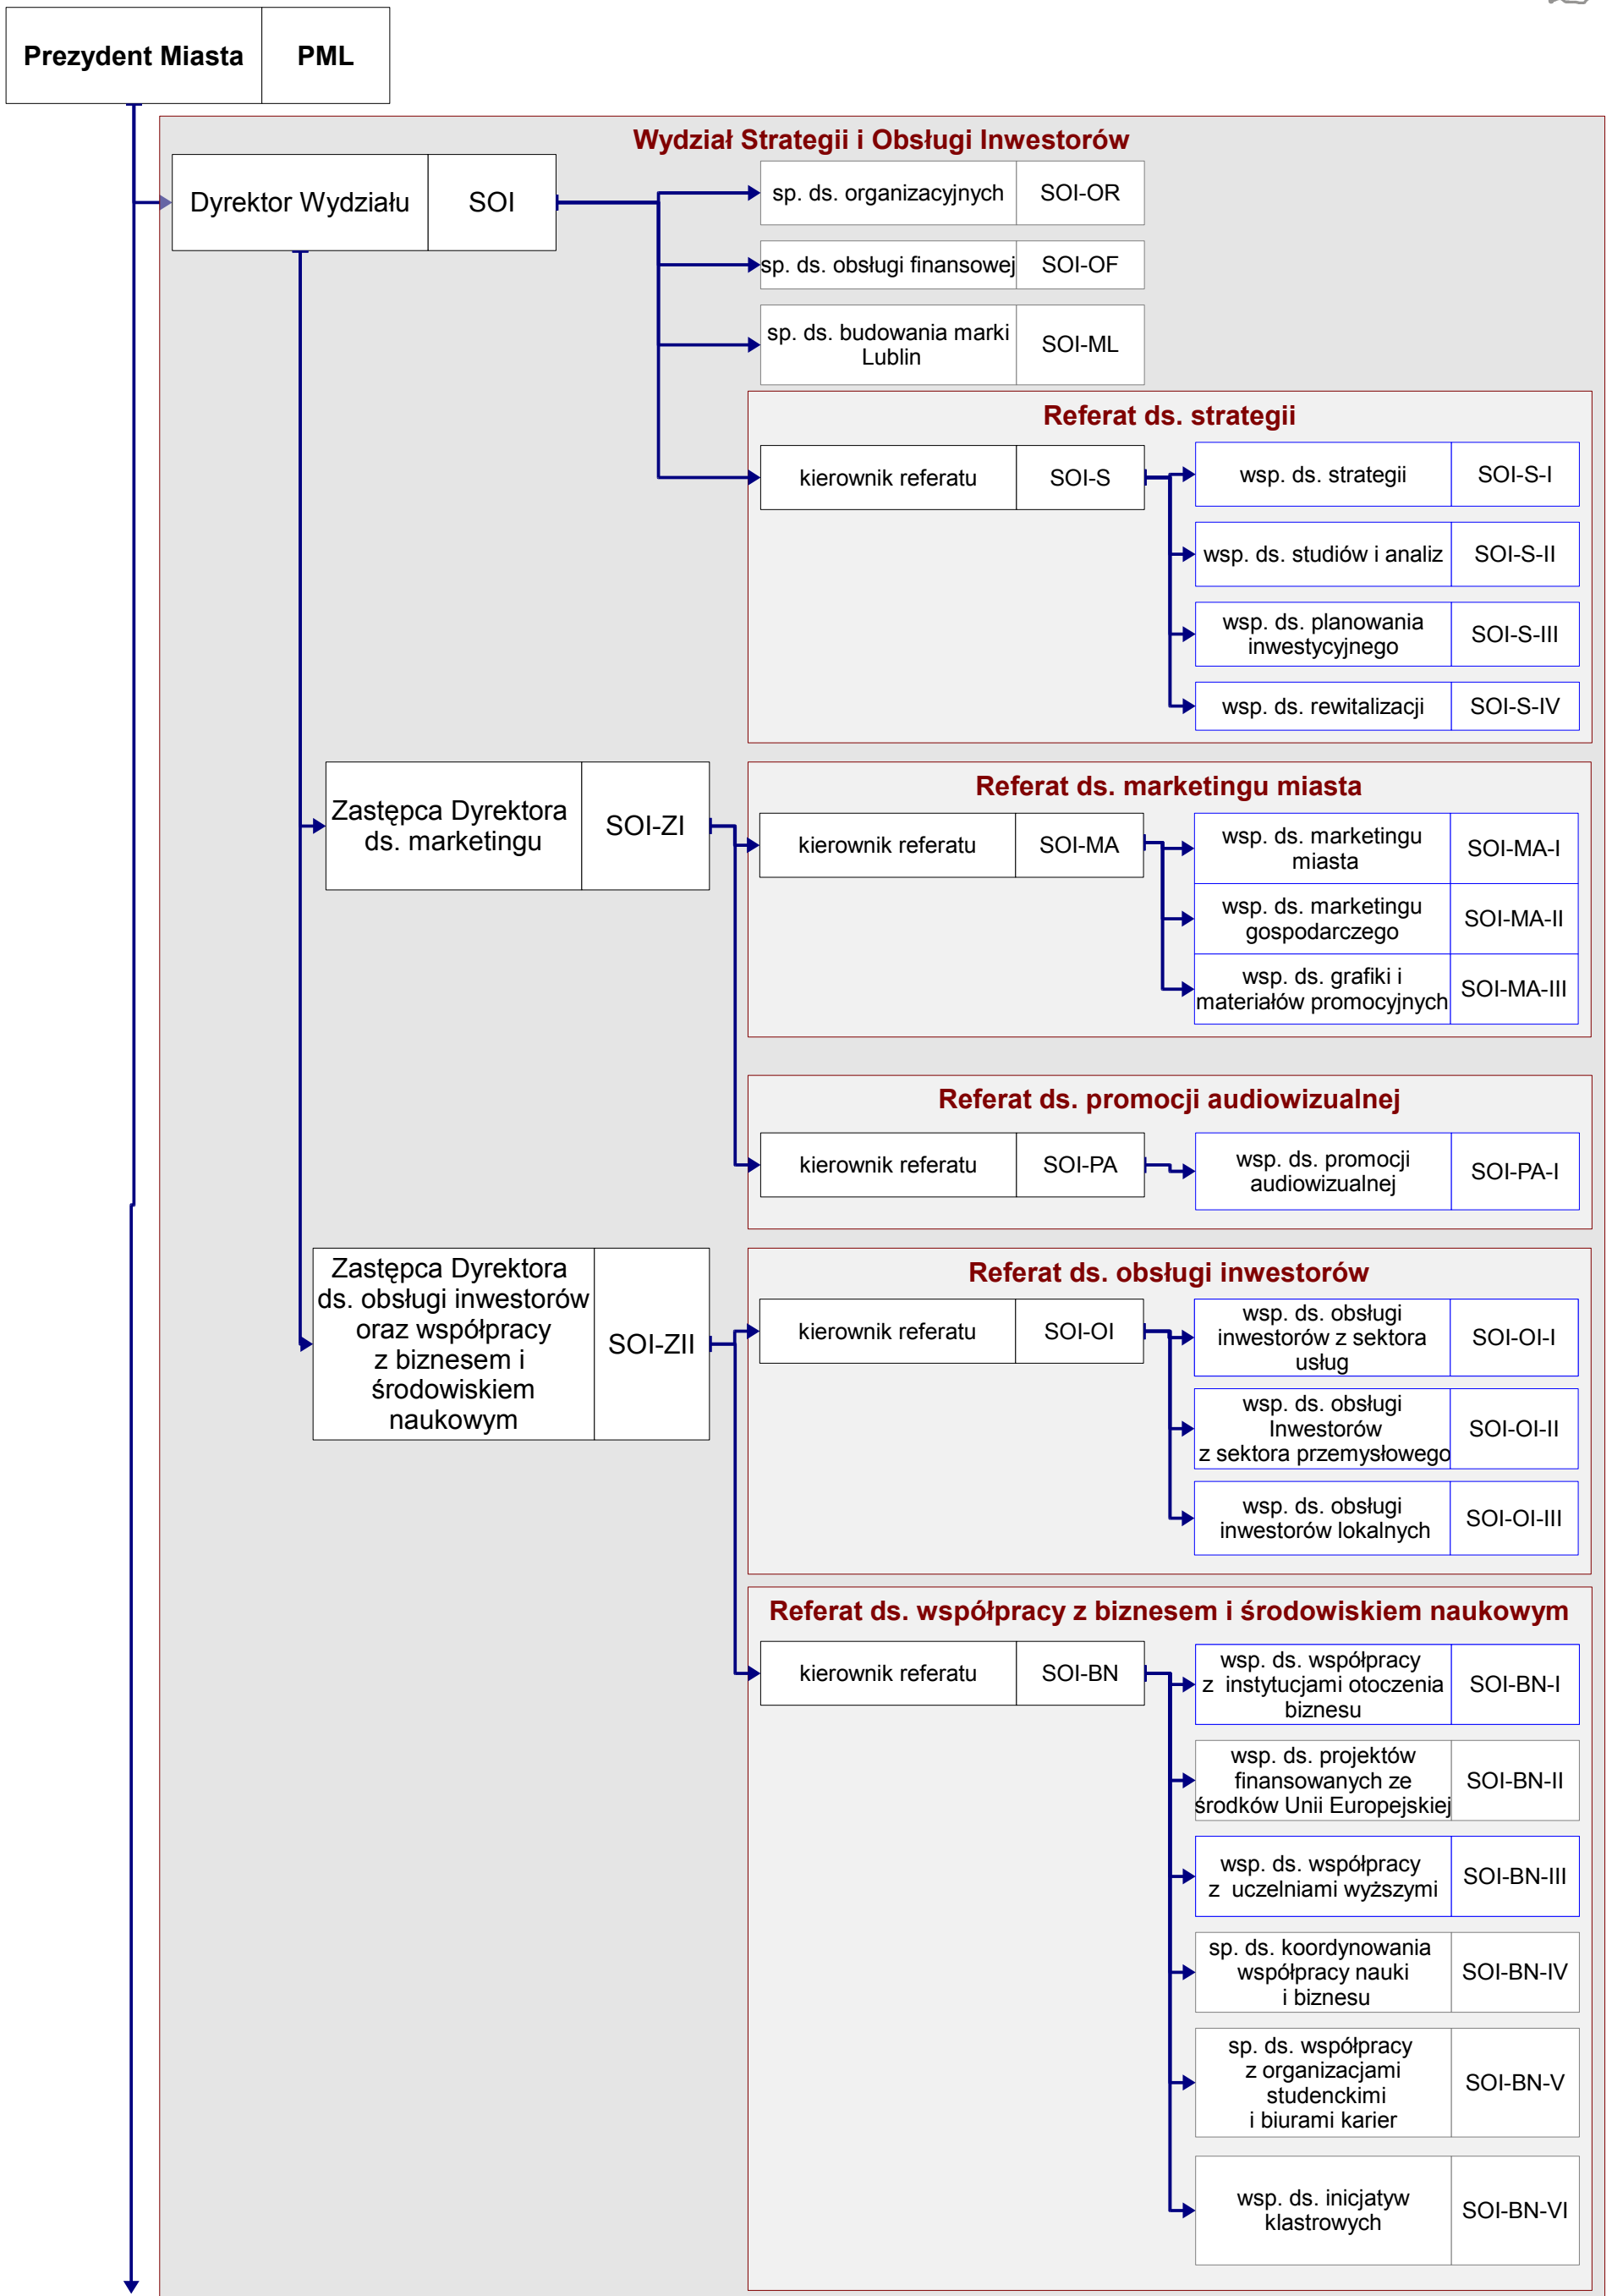 Prezydent Miasta PML
Wydział Strategii i Obsługi Inwestorów
Dyrektor Wydziału SOI
sp. ds. organizacyjnych SOI-OR
sp. ds. obsługi finansowej SOI-OF
sp. ds. budowania marki
Lublin
SOI-ML
Referat ds. strategii
kierownik referatu SOI-S
wsp. ds. strategii SOI-S-I
wsp. ds. studiów i analiz SOI-S-II
wsp. ds. planowania
inwestycyjnego
SOI-S-III
wsp. ds. rewitalizacji SOI-S-IV
Zastępca Dyrektora
ds. marketingu
SOI-ZI
Referat ds. marketingu miasta
kierownik referatu SOI-MA
wsp. ds. marketingu
miasta
SOI-MA-I
wsp. ds. marketingu
gospodarczego
SOI-MA-II
wsp. ds. grafiki i
materiałów promocyjnych
SOI-MA-III
Referat ds. promocji audiowizualnej
kierownik referatu SOI-PA
wsp. ds. promocji
audiowizualnej
SOI-PA-I
Zastępca Dyrektora
ds. obsługi inwestorów
oraz współpracy
z biznesem i
środowiskiem
naukowym
SOI-ZII
Referat ds. obsługi inwestorów
kierownik referatu SOI-OI
wsp. ds. obsługi
inwestorów z sektora
usług
SOI-OI-I
wsp. ds. obsługi
Inwestorów
z sektora przemysłowego
SOI-OI-II
wsp. ds. obsługi
inwestorów lokalnych
SOI-OI-III
Referat ds. współpracy z biznesem i środowiskiem naukowym
kierownik referatu SOI-BN
wsp. ds. współpracy
z instytucjami otoczenia
biznesu
SOI-BN-I
wsp. ds. projektów
finansowanych ze
środków Unii Europejskiej
SOI-BN-II
wsp. ds. współpracy
z uczelniami wyższymi
SOI-BN-III
sp. ds. koordynowania
współpracy nauki
i biznesu
SOI-BN-IV
sp. ds. współpracy
z organizacjami
studenckimi
i biurami karier
SOI-BN-V
wsp. ds. inicjatyw
klastrowych
SOI-BN-VI